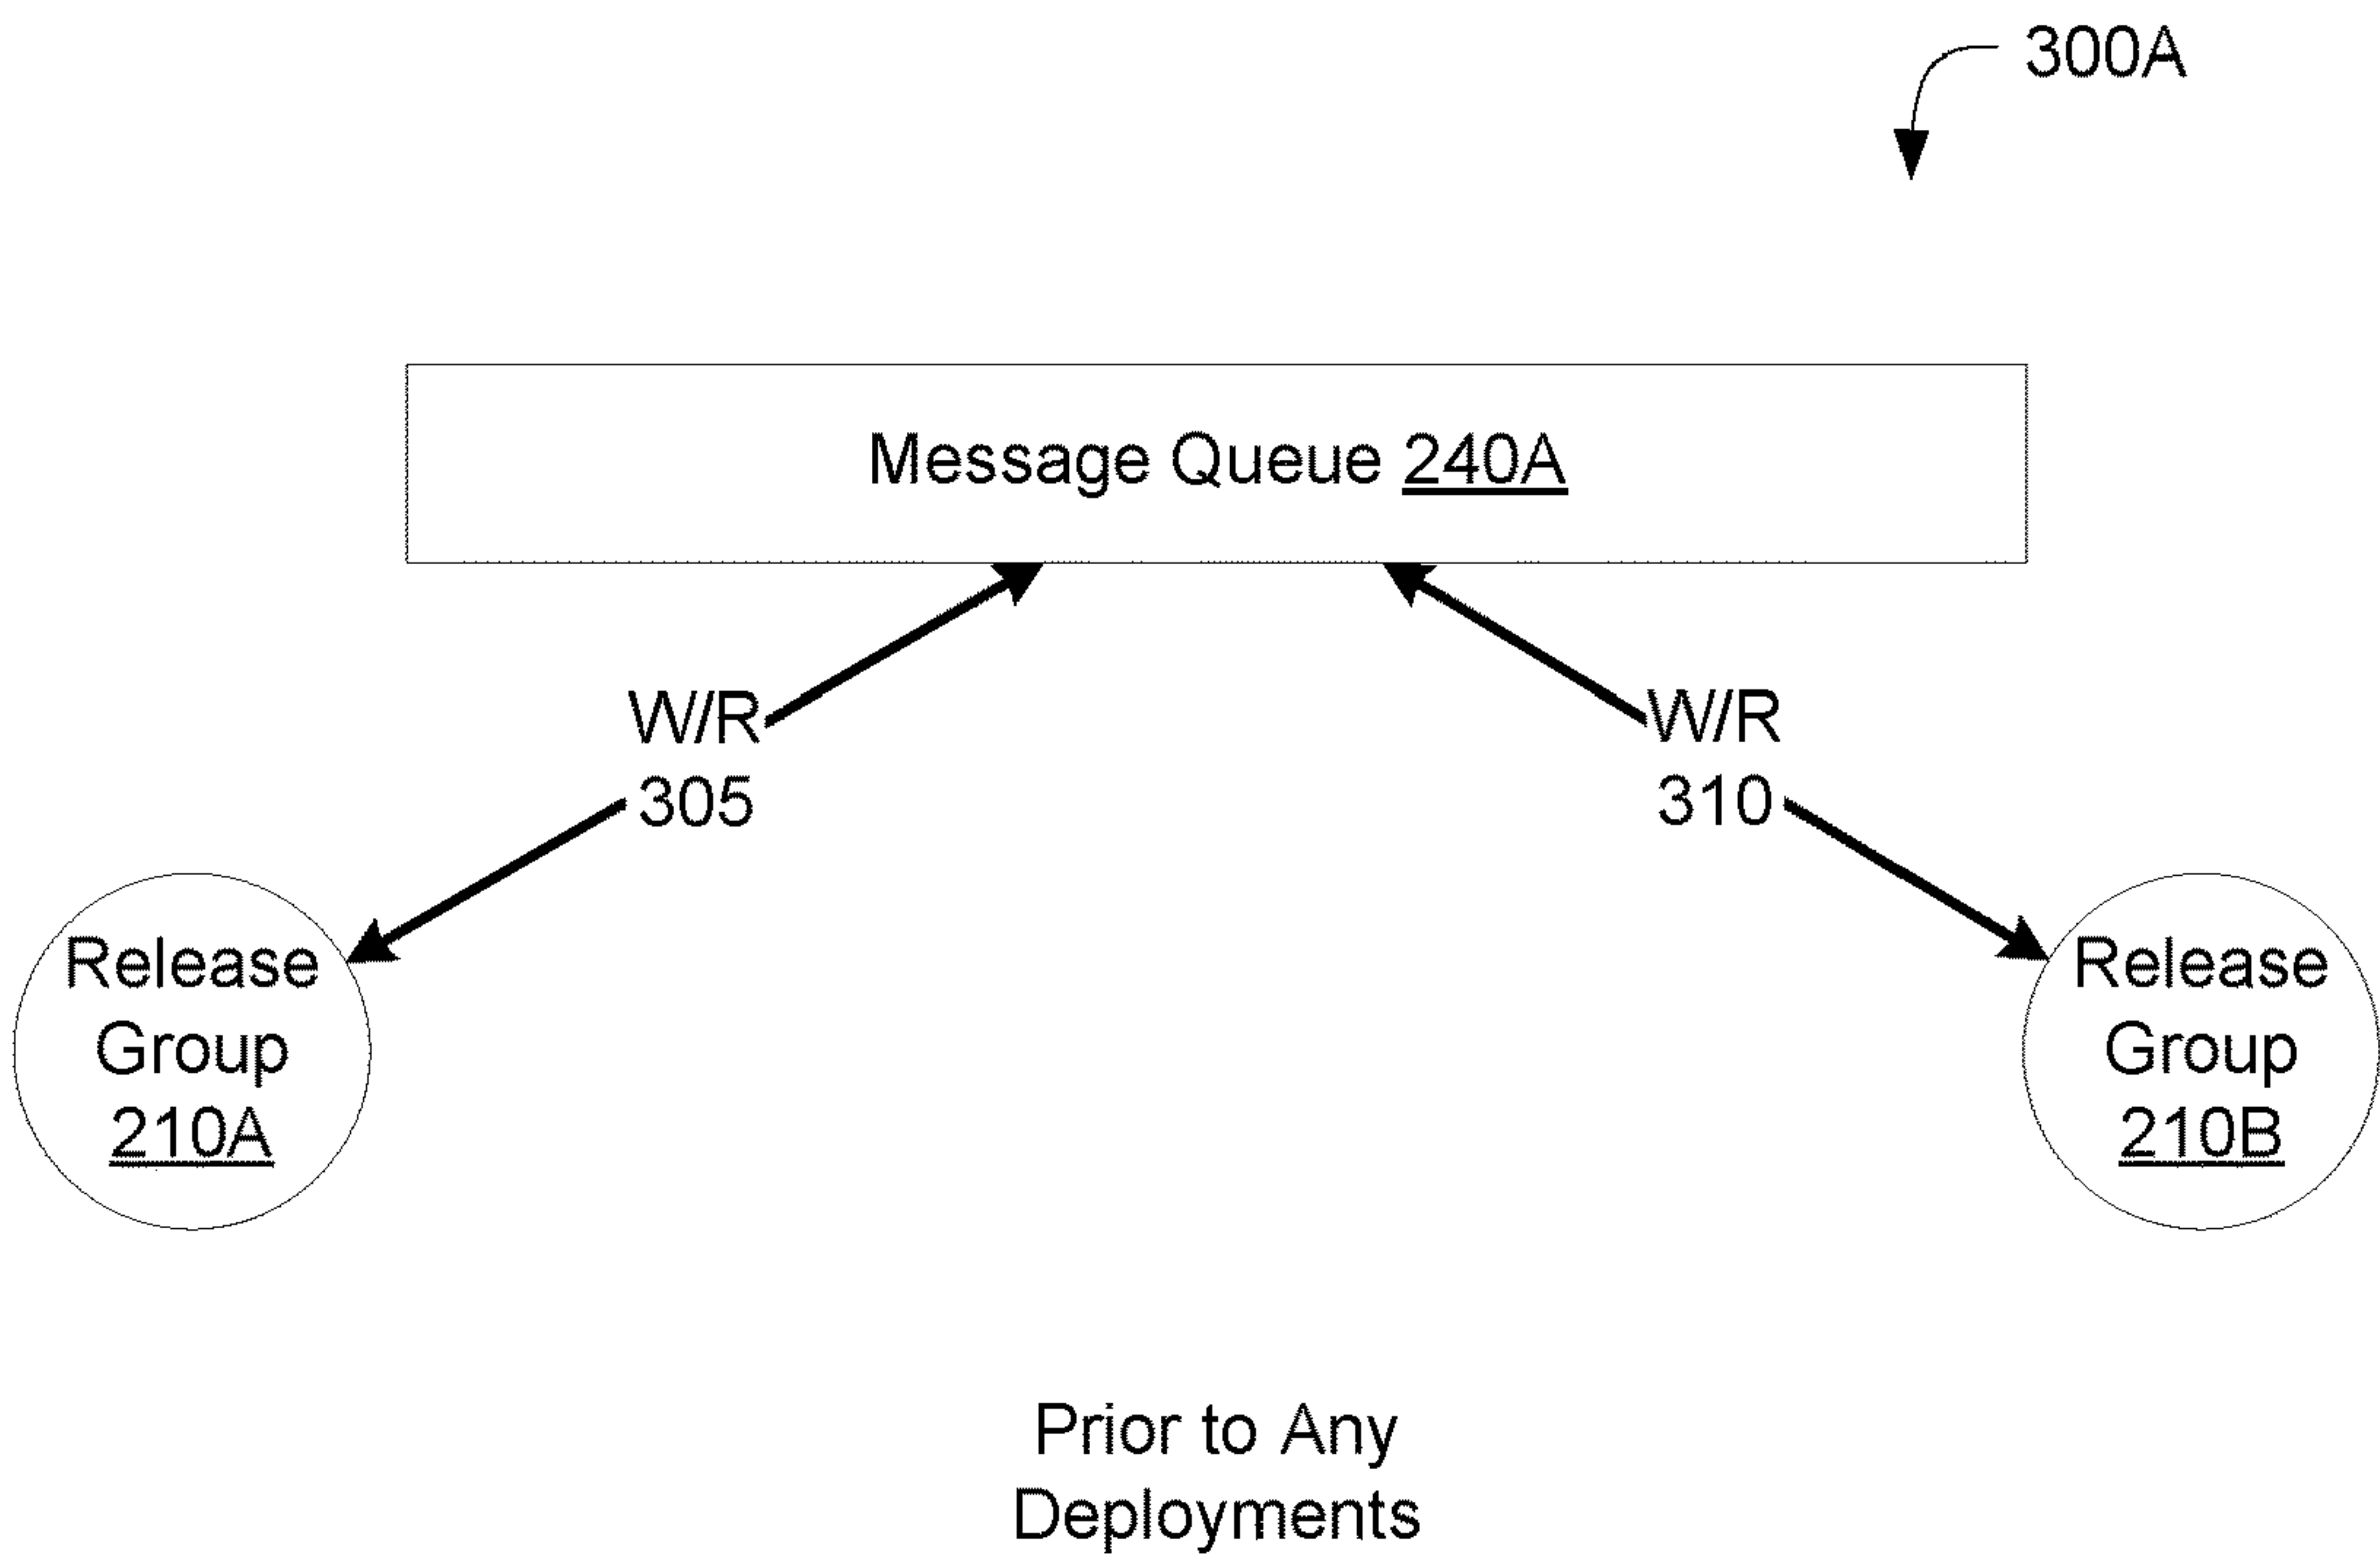 300A
Message Queue 240A
W/R
305
W/R
310
Release
Group
210A
Release
Group
210B
Prior to Any
Deployments